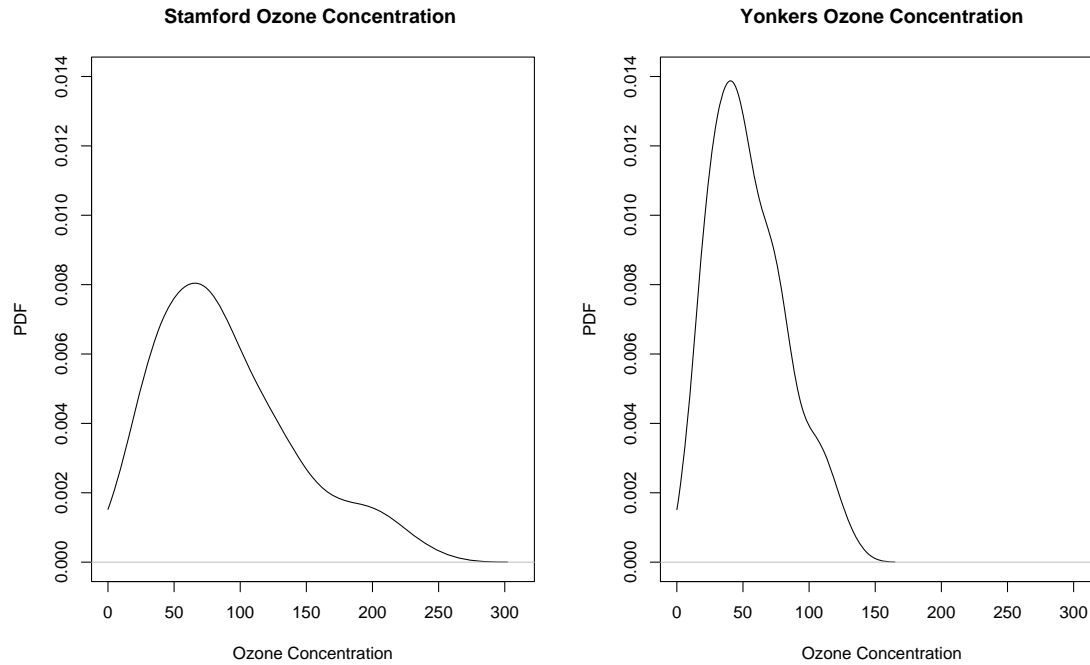 Stamford Ozone Concentration
0.014
0.012
0.010
0.008
0.006
0.004
0.002
0.000
PDF
0 50 100 150 200 250 300
Ozone Concentration
Yonkers Ozone Concentration
0.014
0.012
0.010
0.008
0.006
0.004
0.002
0.000
PDF
0 50 100 150 200 250 300
Ozone Concentration